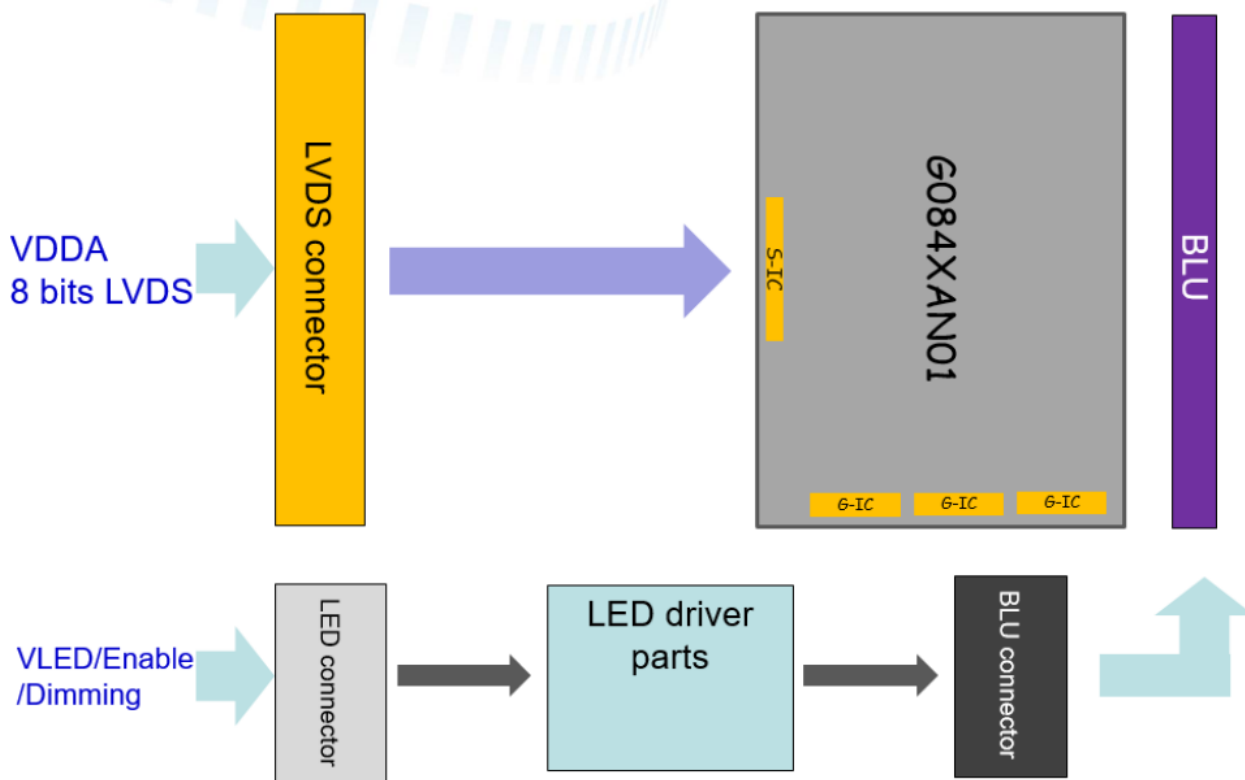 VDDA
8 bits LVDS
LVDS connector
G084XAN01
S-IC
G-IC
G-IC
G-IC
BLU
VLED/Enable
/Dimming
LED connector
LED driver
parts
BLU connector